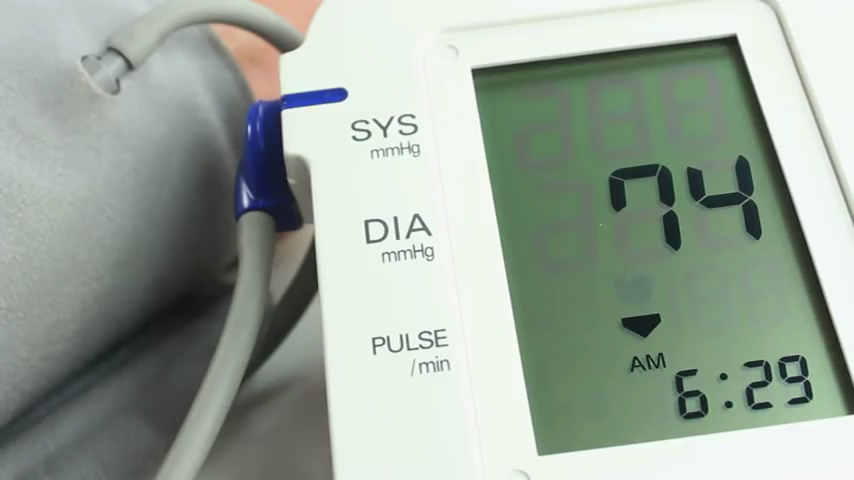 SYS
mmHg
74
DIA
mmHg
PULSE
/min
AM
6:29